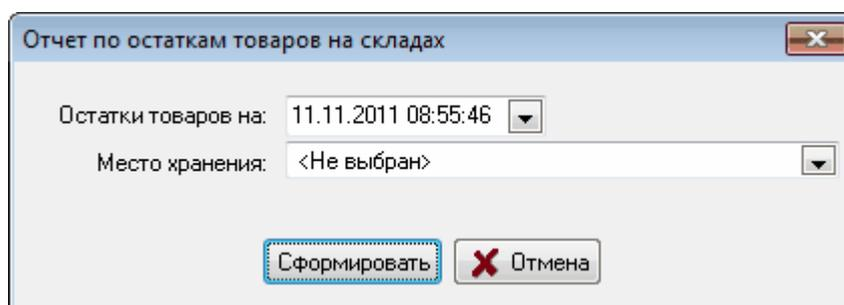 Отчет по остаткам товаров на складах
Остатки товаров на: 11.11.2011 08:55:46
Место хранения: <Не выбран>
Сформировать Отмена